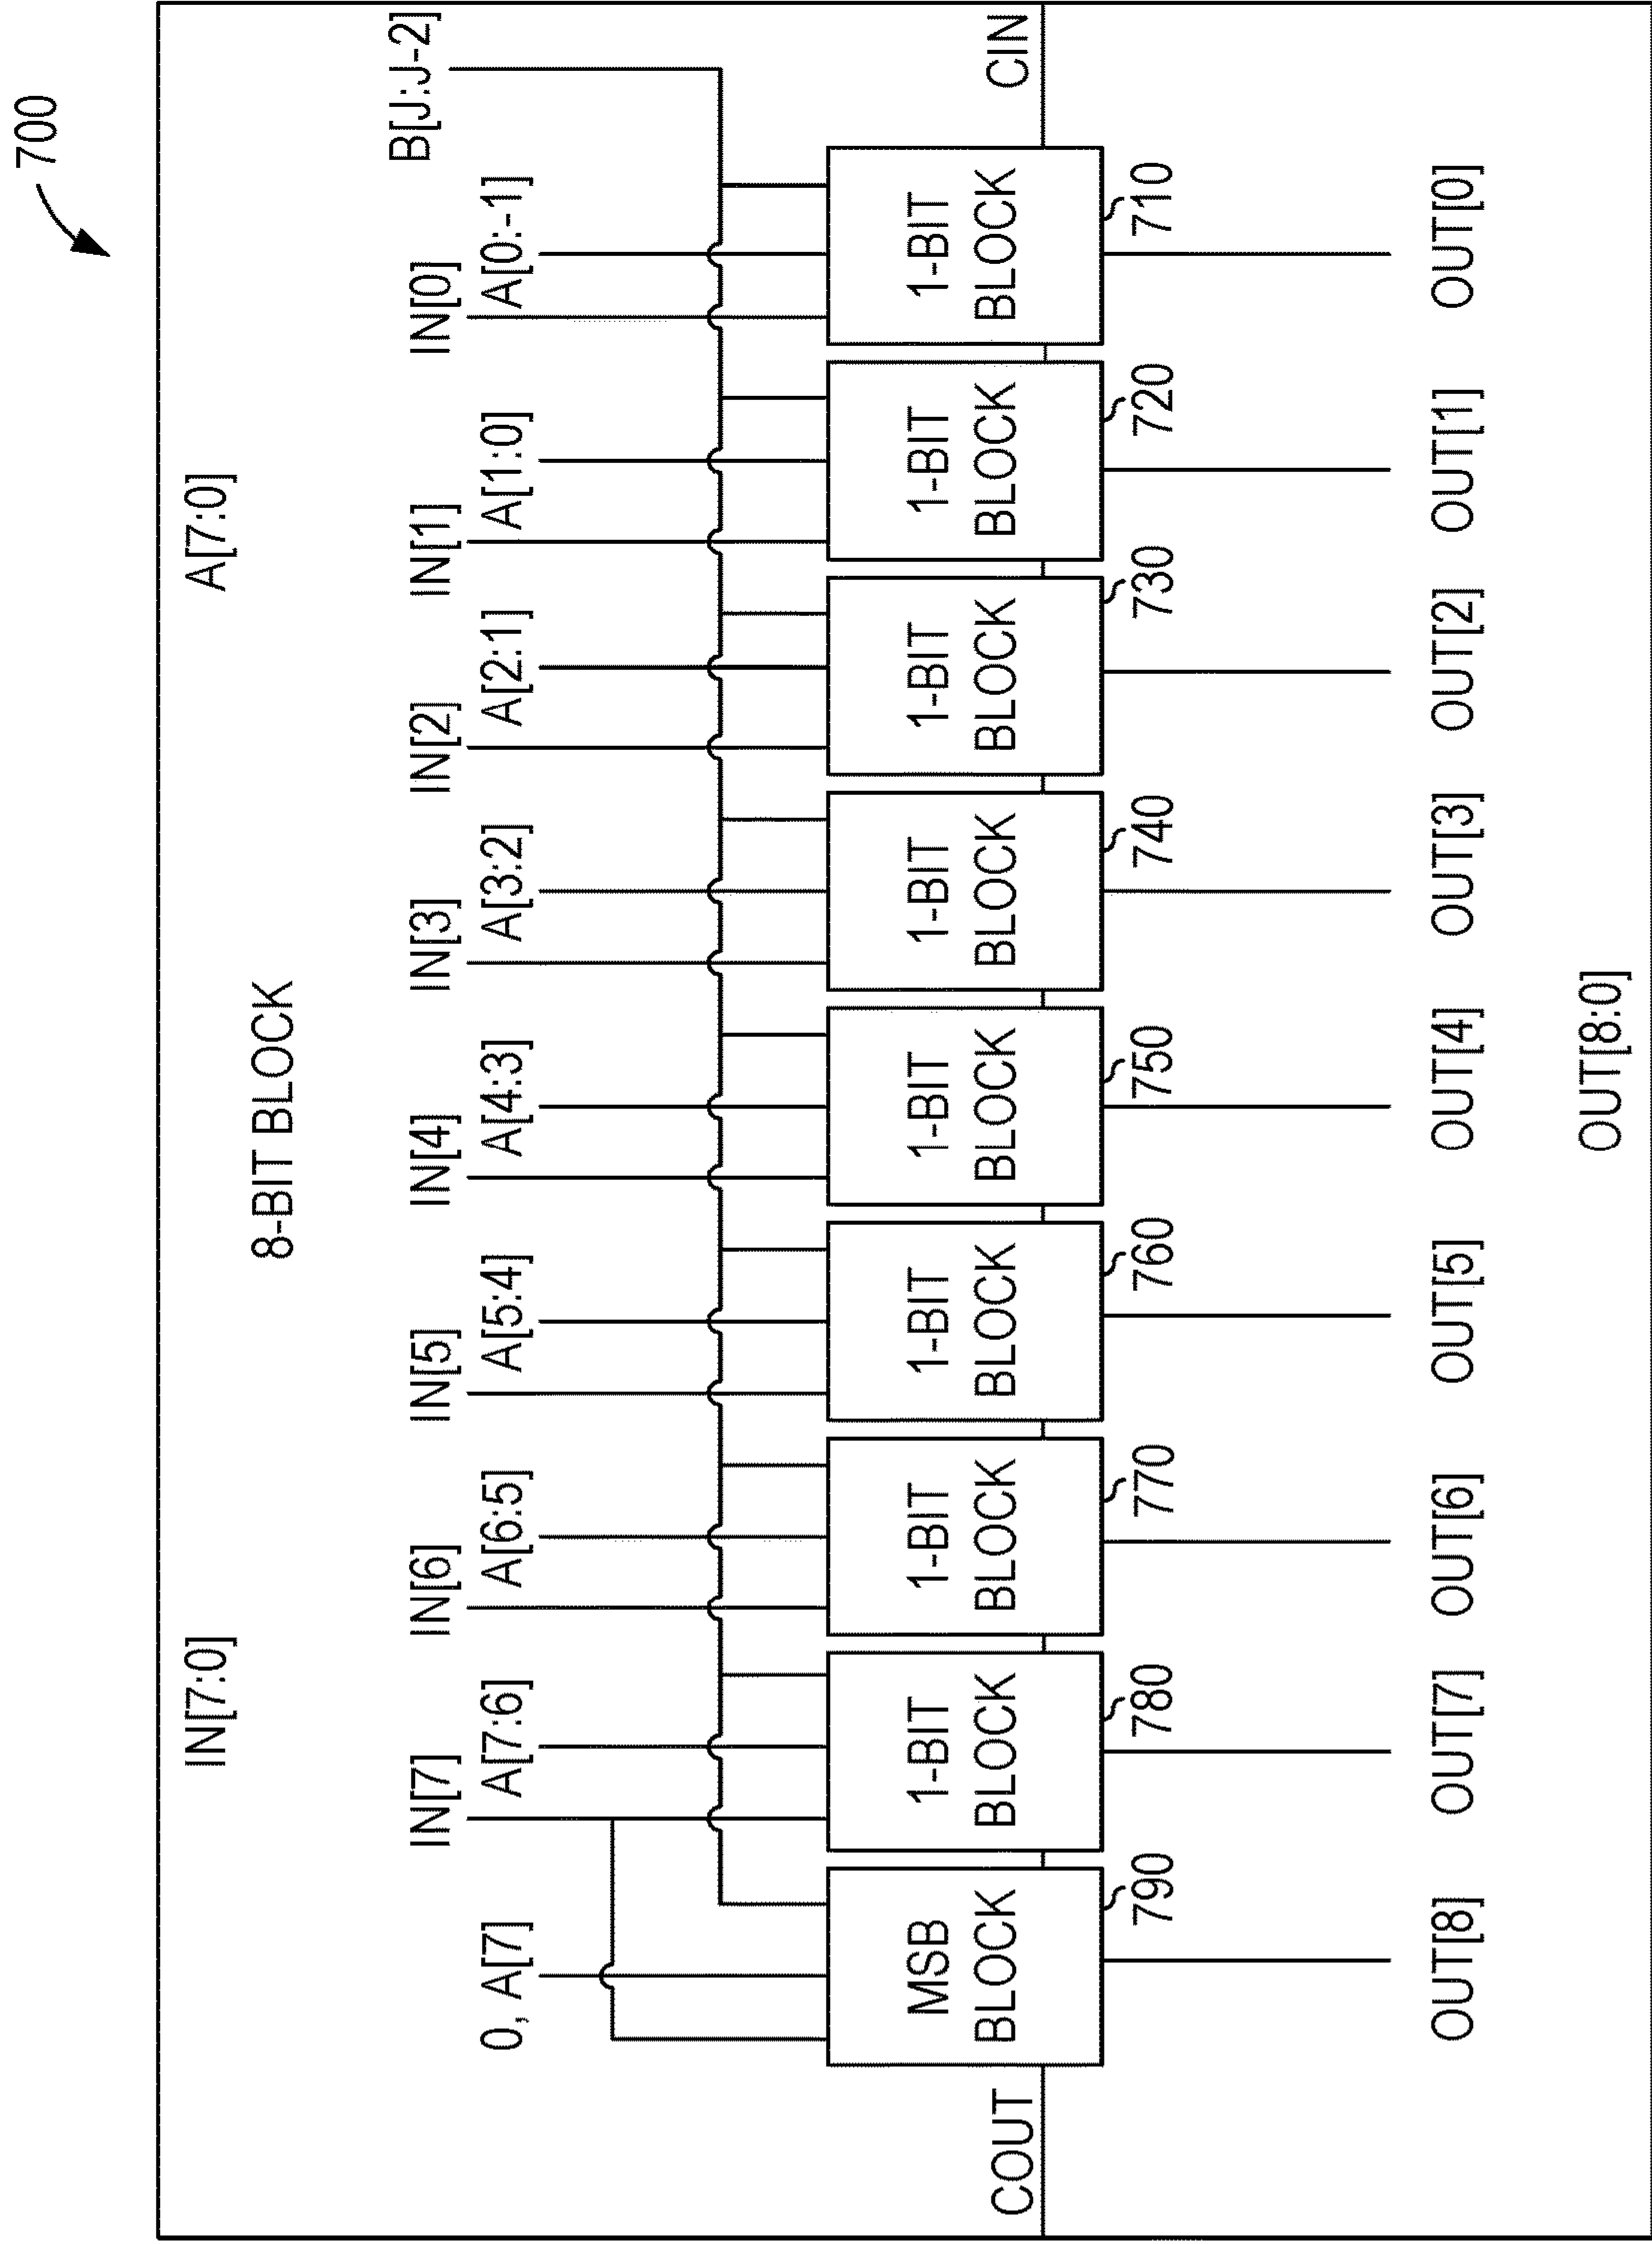 700
IN[7:0] A[7:0]
8-BIT BLOCK
IN[7] IN[6] IN[5] IN[4] IN[3] IN[2] IN[1] IN[0] B[J:J-2]
0, A[7] A[7:6] A[6:5] A[5:4] A[4:3] A[3:2] A[2:1] A[1:0] A[0:-1]
MSB 1-BIT 1-BIT 1-BIT 1-BIT 1-BIT 1-BIT 1-BIT 1-BIT
BLOCK BLOCK BLOCK BLOCK BLOCK BLOCK BLOCK BLOCK BLOCK
COUT CIN
790 780 770 760 750 740 730 720 710
OUT[8] OUT[7] OUT[6] OUT[5] OUT[4] OUT[3] OUT[2] OUT[1] OUT[0]
OUT[8:0]